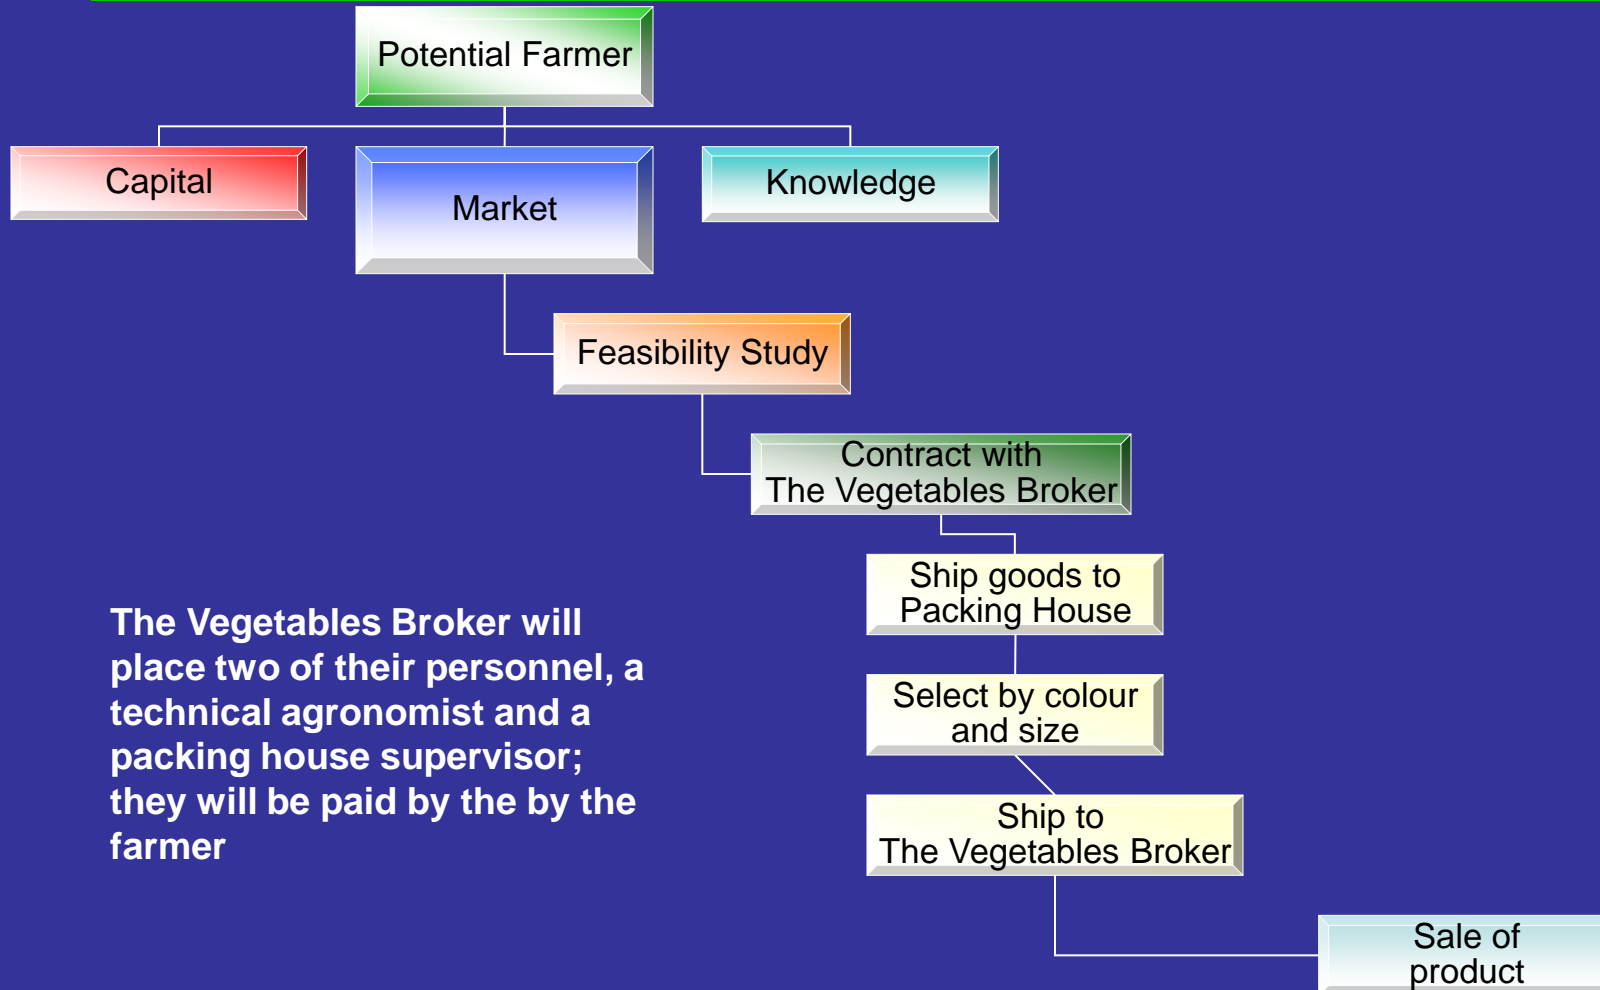 Potential Farmer
Capital
Market
Knowledge
Feasibility Study
Contract with
The Vegetables Broker
Ship goods to
Packing House
Select by colour
and size
Ship to
The Vegetables Broker
Sale of
product
The Vegetables Broker will
place two of their personnel, a
technical agronomist and a
packing house supervisor;
they will be paid by the by the
farmer